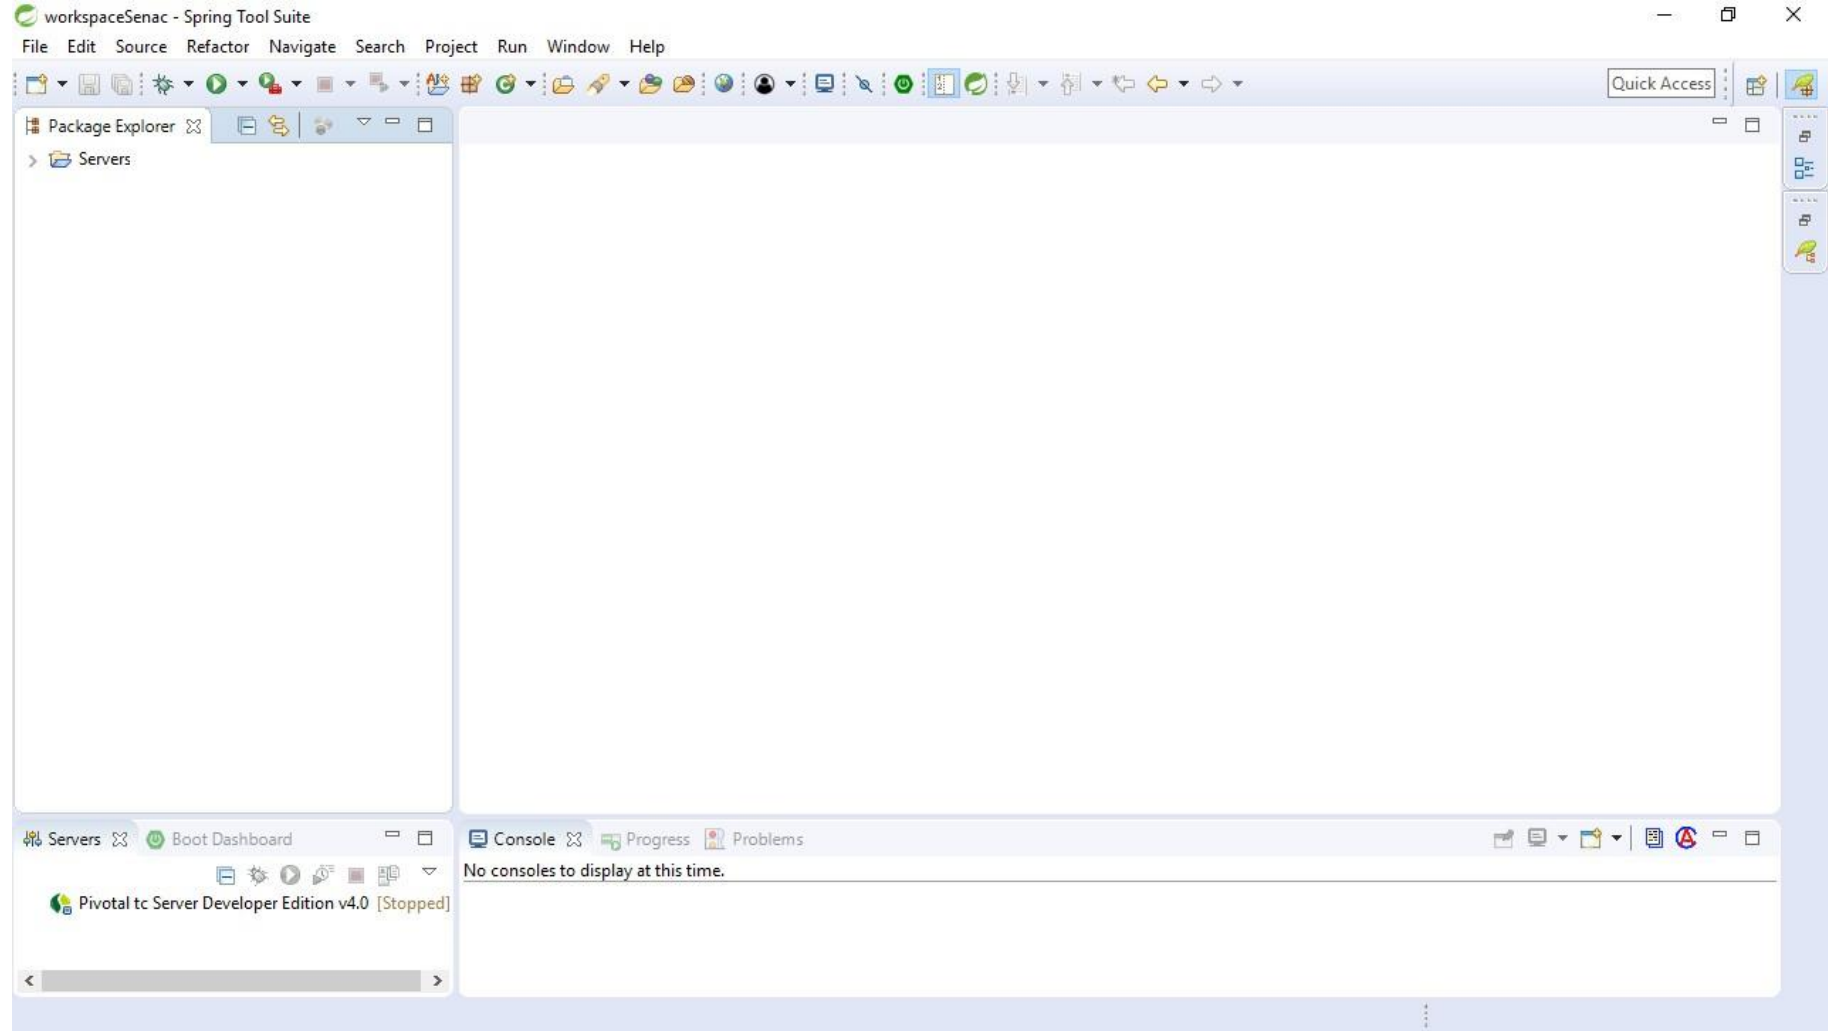 workspaceSenac - Spring Tool Suite
File Edit Source Refactor Navigate Search Project Run Window Help
Quick Access
Package Explorer
Servers
Servers Boot Dashboard
Console Progress Problems
No consoles to display at this time.
Pivotal tc Server Developer Edition v4.0 [Stopped]